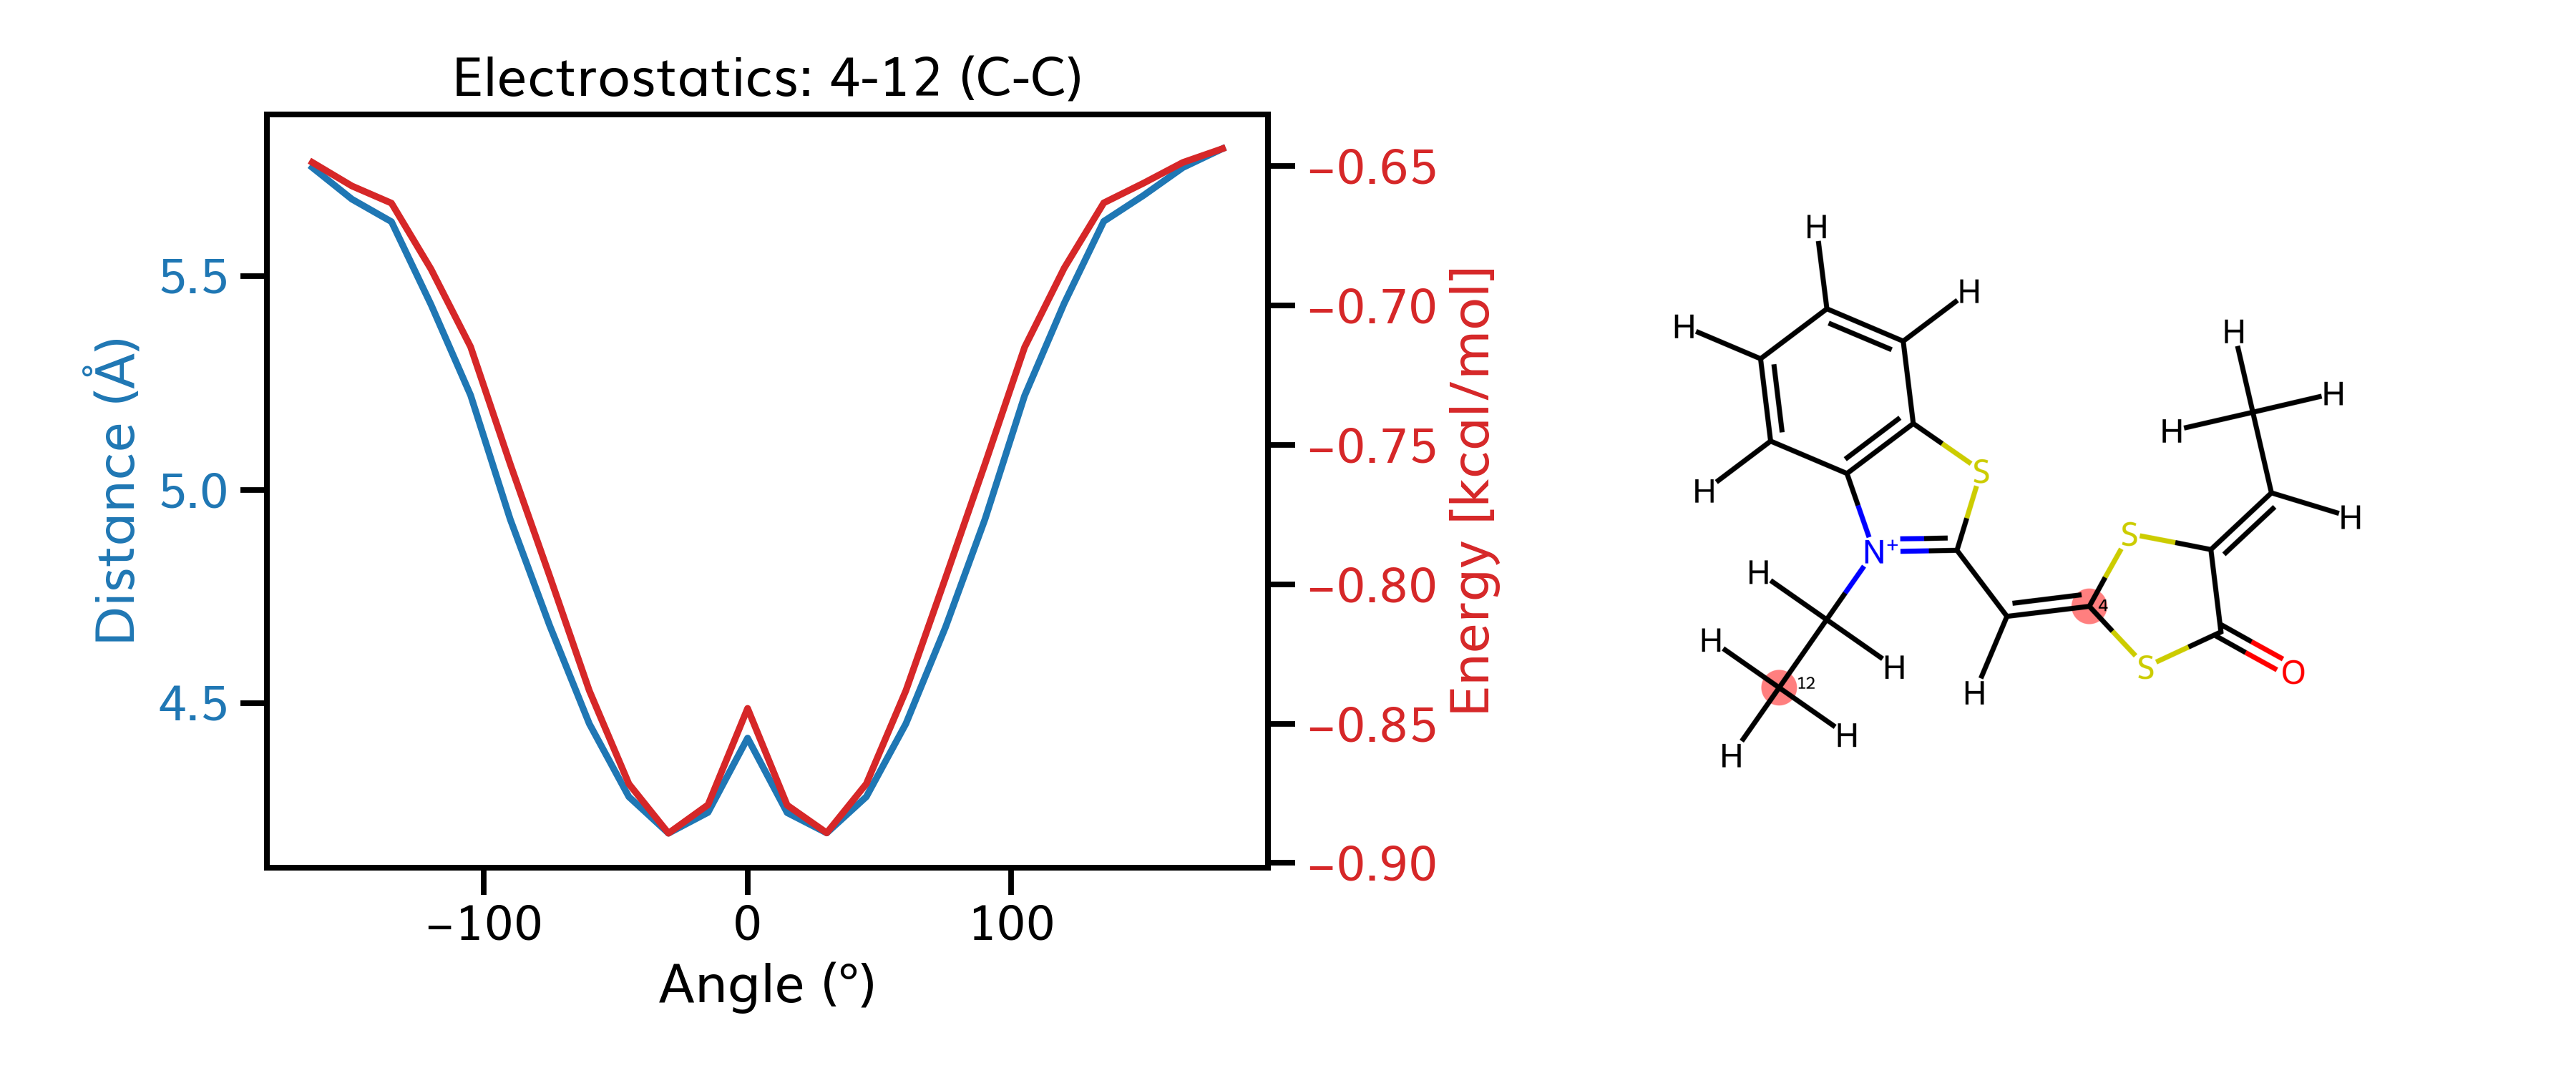 Electrostatics: 4-12 (C-C)
Distance (Å)
5.5
5.0
4.5
−0.65
−0.70
−0.75
−0.80
−0.85
−0.90
Energy [kcal/mol]
−100 0 100
Angle (°)
H
H
H
H
H
H
H
S
N+
S
H
H
4
H
S
O
12
H
H
H
H
H